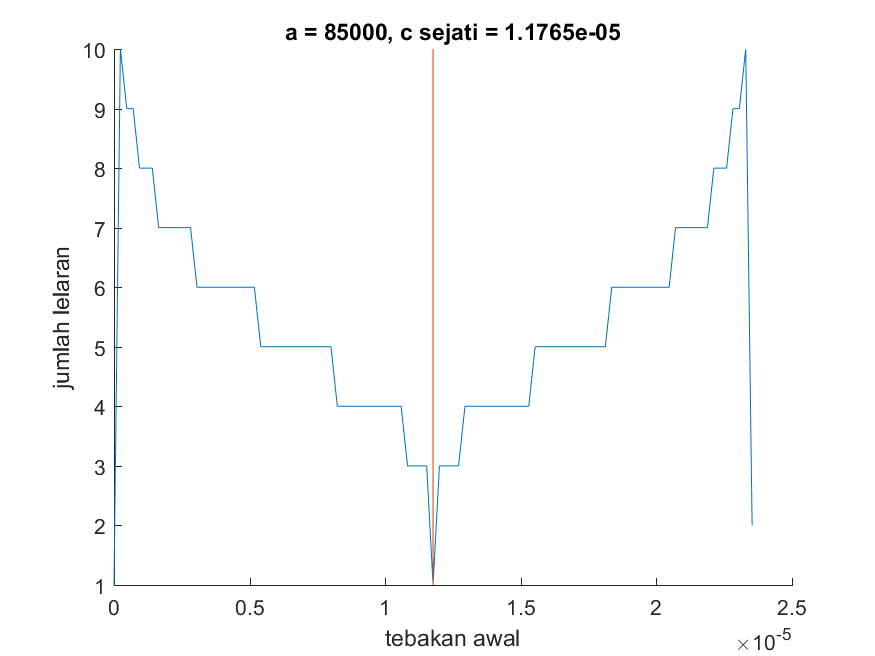 a = 85000, c sejati = 1.1765e-05
10
9
8
7
6
5
4
3
2
1
jumlah lelaran
0 0.5 1 1.5 2 2.5
×10-5
tebakan awal